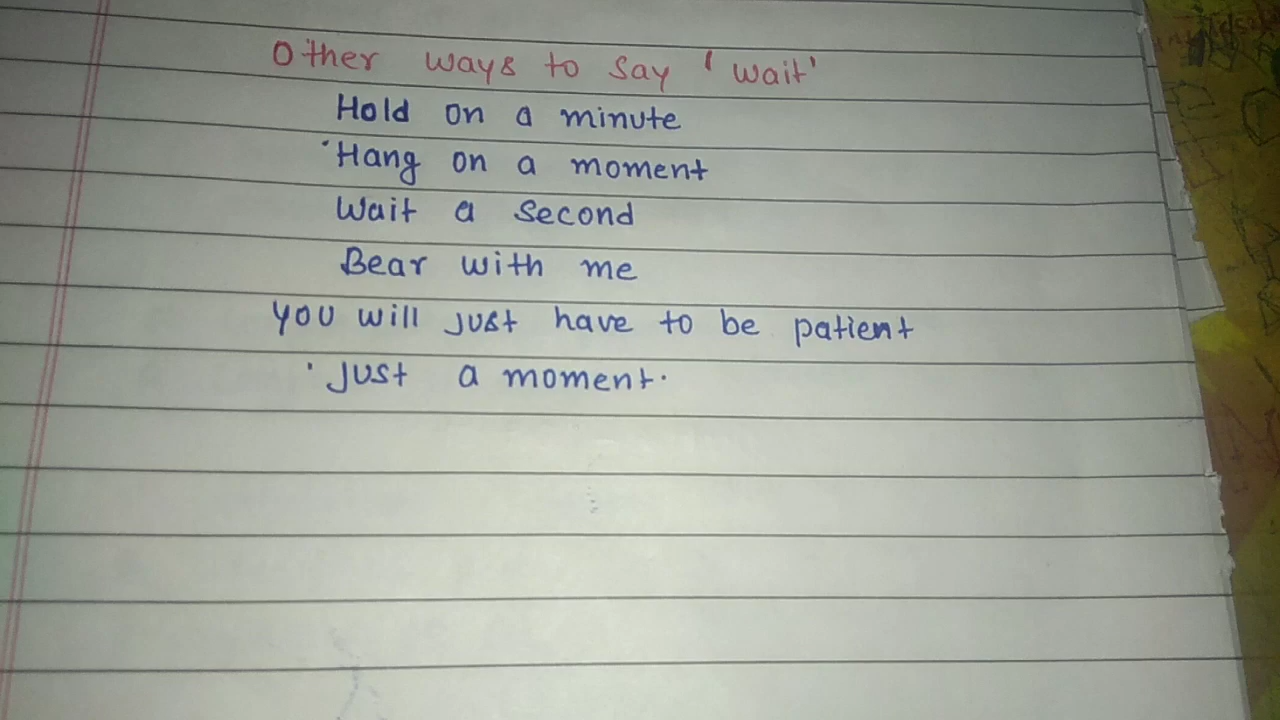 Other ways to say 'wait'
Hold on a minute
Hang on a moment
Wait a second
Bear with me
you will just have to be patient
Just a moment.